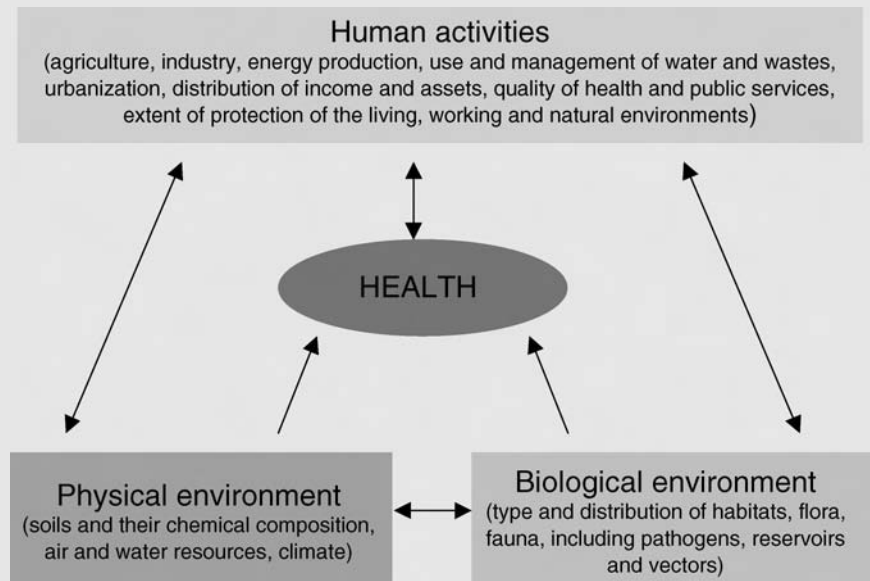 Human activities
(agriculture, industry, energy production, use and management of water and wastes,
urbanization, distribution of income and assets, quality of health and public services,
extent of protection of the living, working and natural environments)
HEALTH
Physical environment
(soils and their chemical composition,
air and water resources, climate)
Biological environment
(type and distribution of habitats, flora,
fauna, including pathogens, reservoirs
and vectors)